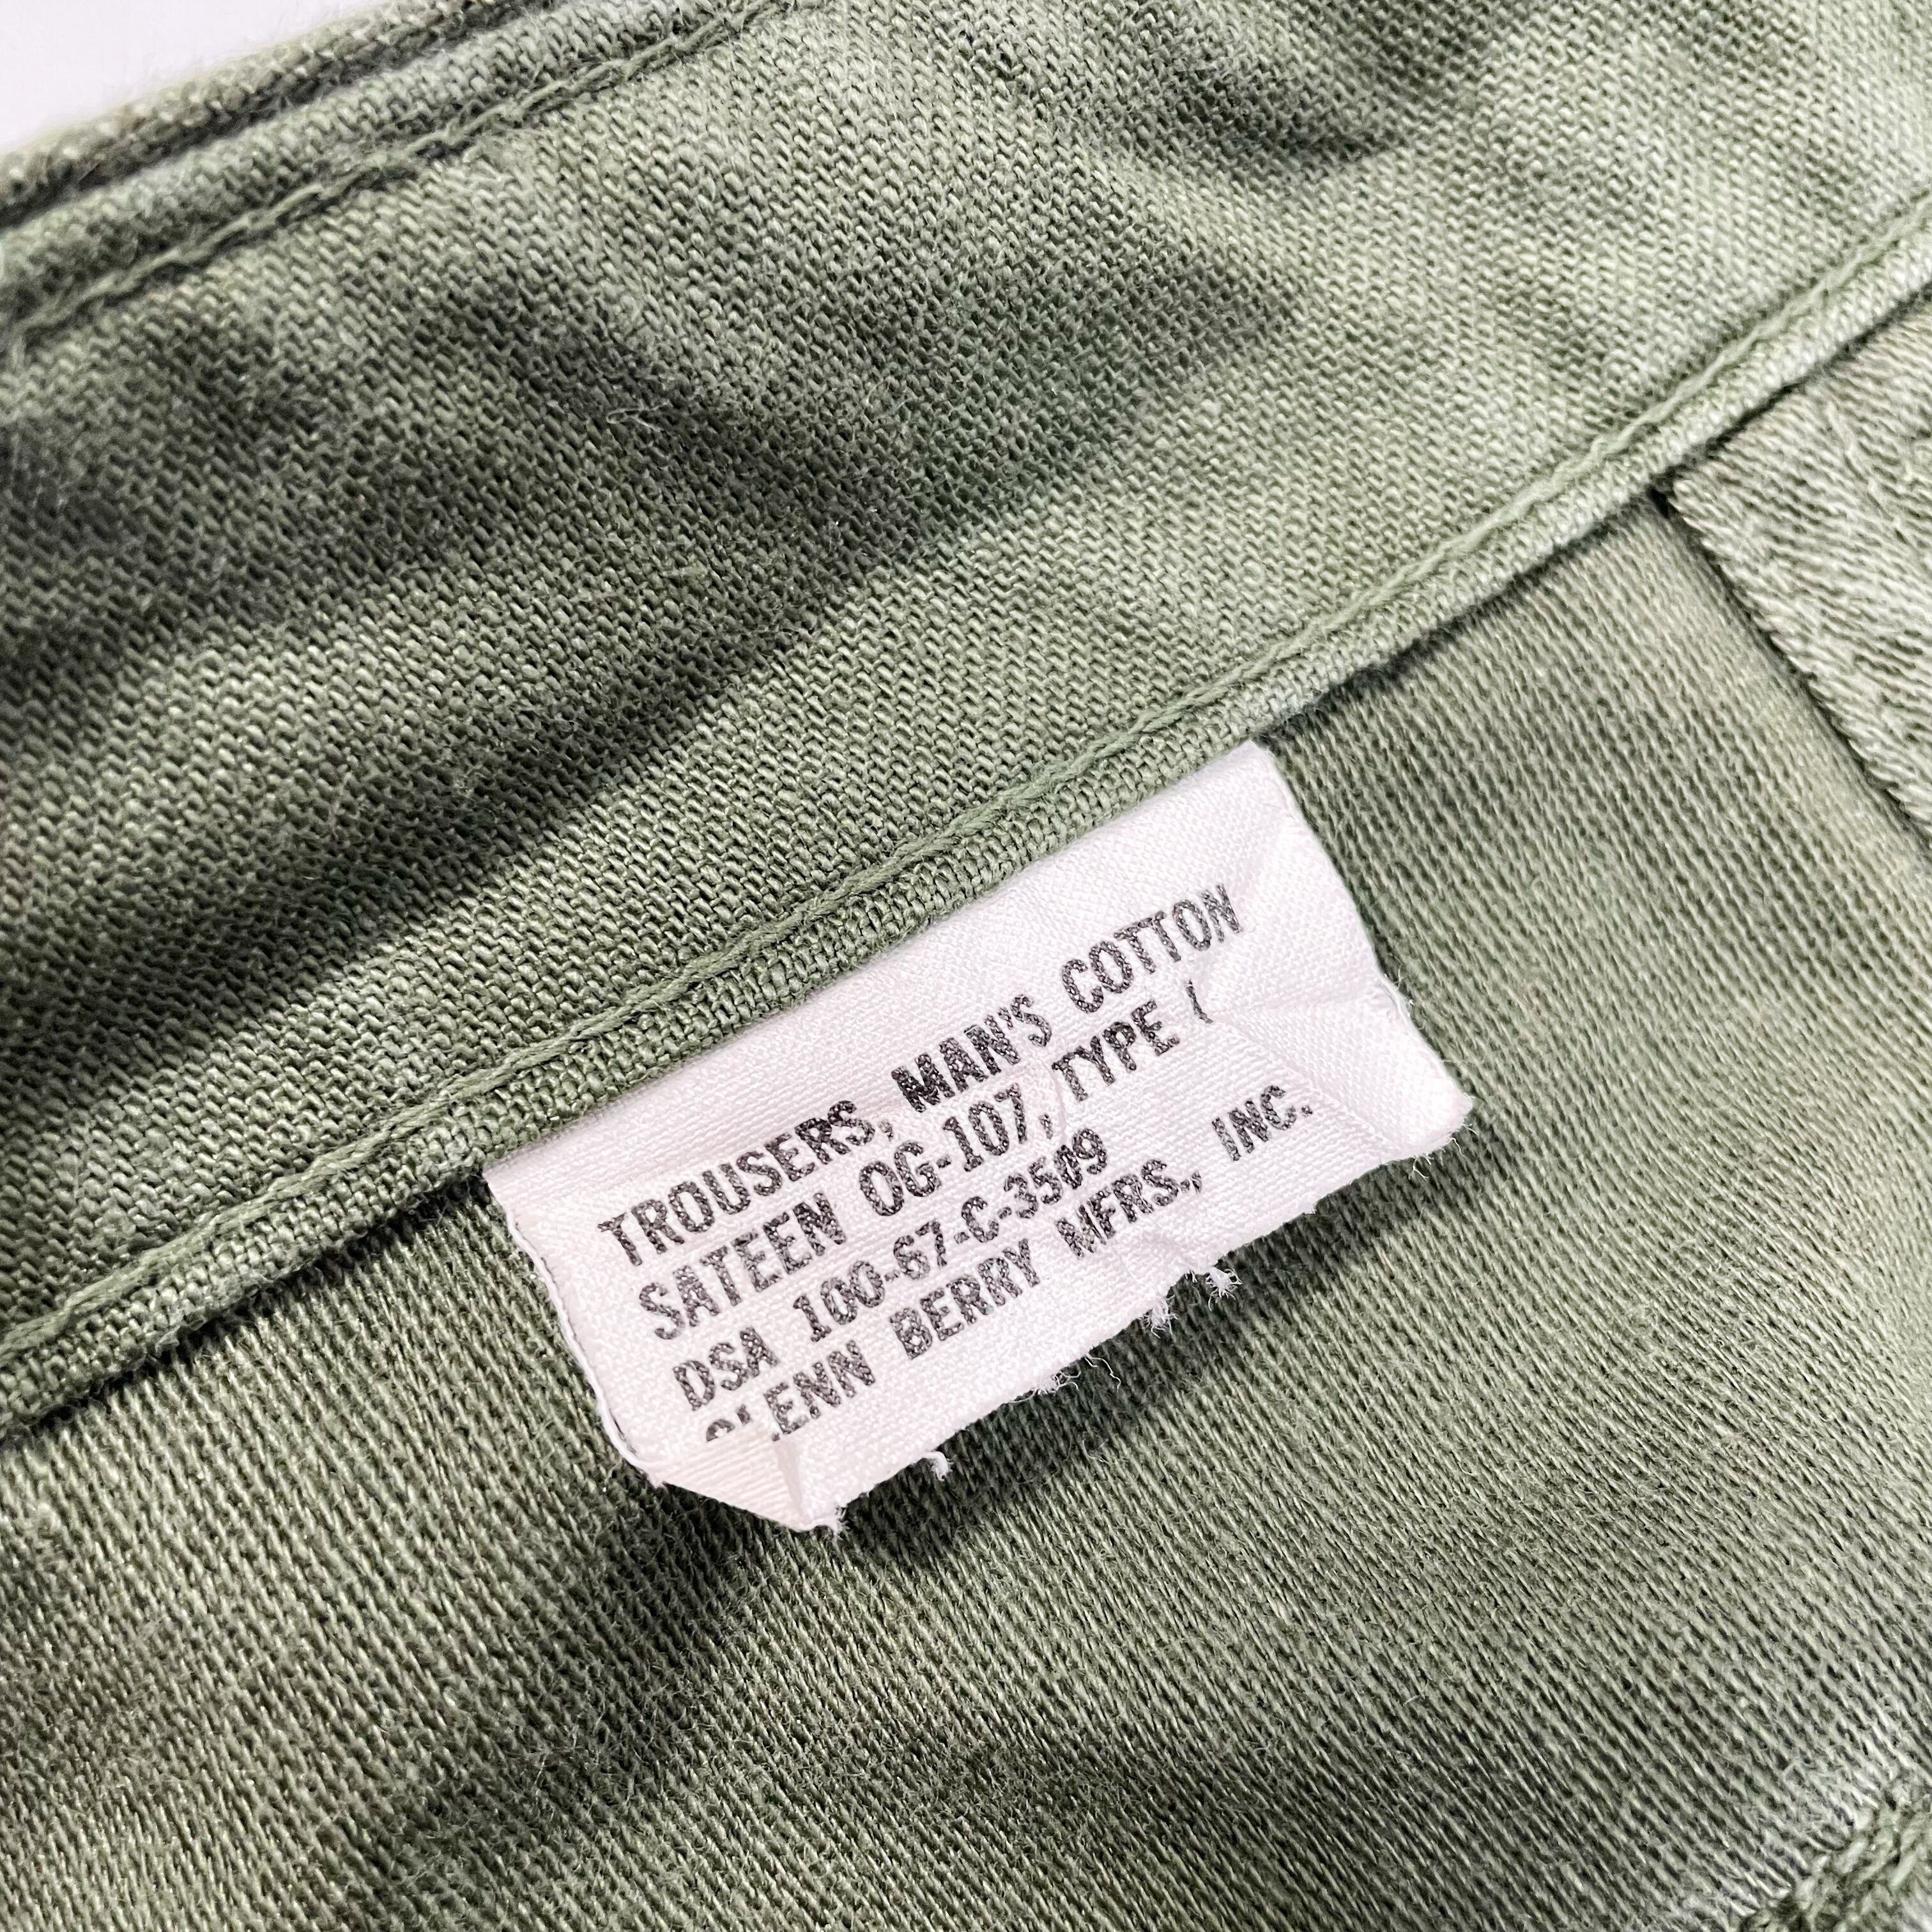 TROUSERS, MAN'S COTTON
SATEEN OG-107, TYPE
DSA 100-67-C-3509
GLENN BERRY MFRS., INC.